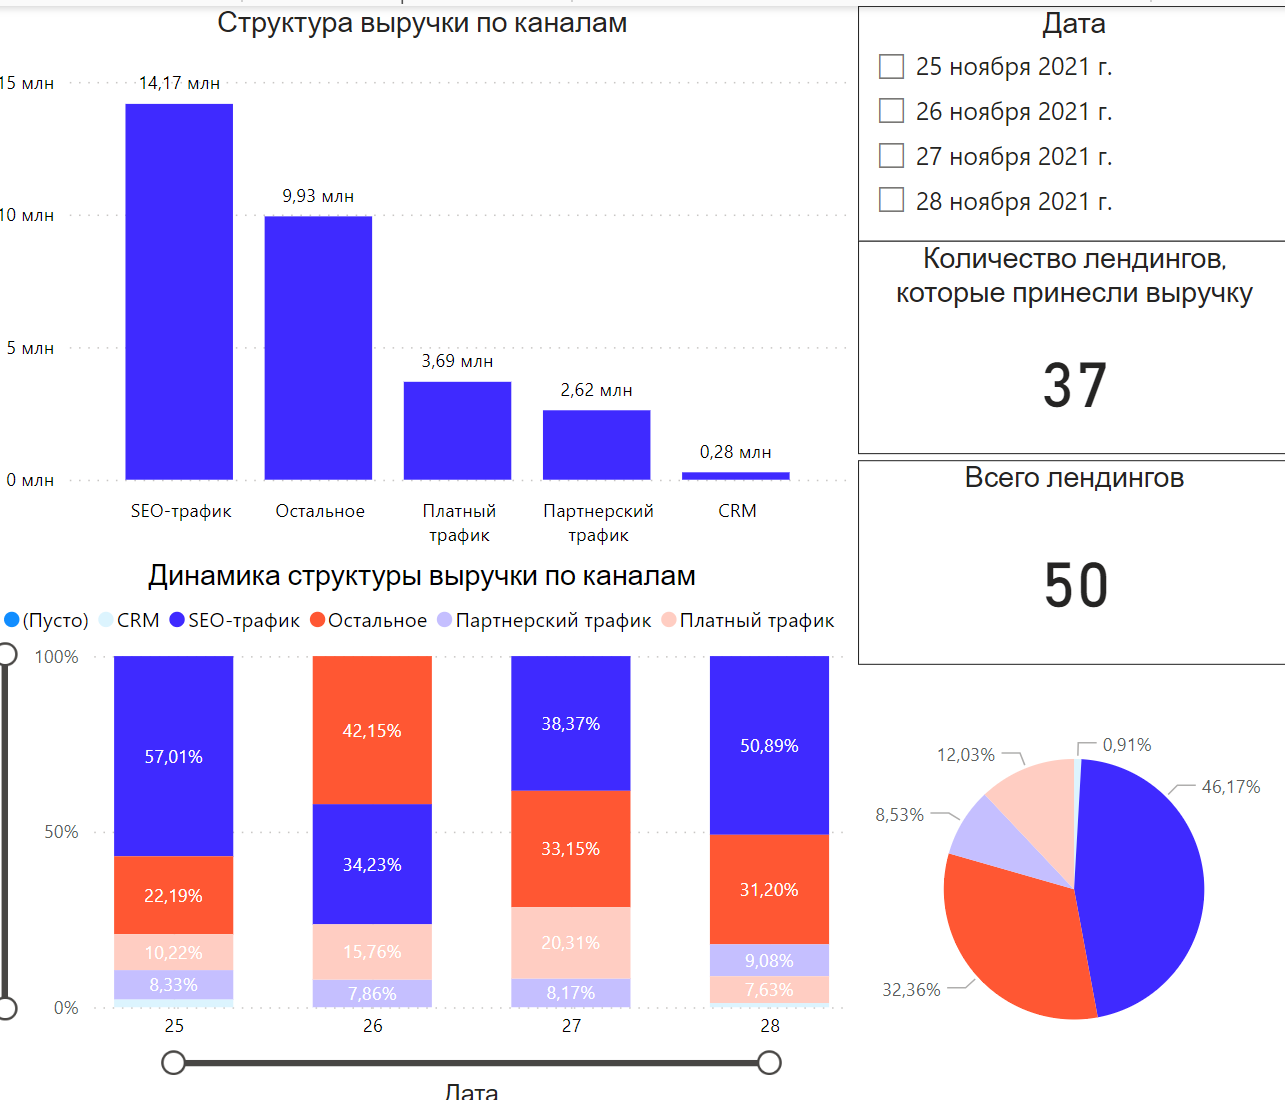 Структура выручки по каналам
15 млн
10 млн
5 млн
0 млн
14,17 млн
9,93 млн
3,69 млн
2,62 млн
0,28 млн
SEO-трафик
Остальное
Платный
трафик
Партнерский
трафик
CRM
Дата
25 ноября 2021 г.
26 ноября 2021 г.
27 ноября 2021 г.
28 ноября 2021 г.
Количество лендингов,
которые принесли выручку
37
Всего лендингов
50
Динамика структуры выручки по каналам
(Пусто) CRM SEO-трафик Остальное Партнерский трафик Платный трафик
100%
50%
0%
57,01%
22,19%
10,22%
8,33%
42,15%
34,23%
15,76%
7,86%
38,37%
33,15%
20,31%
8,17%
50,89%
31,20%
9,08%
7,63%
25
26
27
28
Дата
0,91%
46,17%
32,36%
8,53%
12,03%